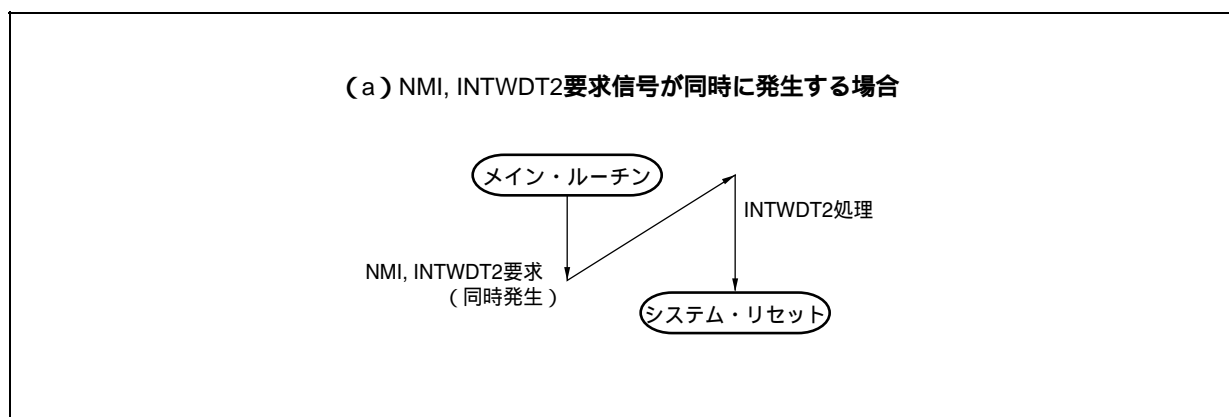 （a）NMI, INTWDT2要求信号が同時に発生する場合
メイン・ルーチン
INTWDT2処理
NMI, INTWDT2要求
（同時発生）
システム・リセット